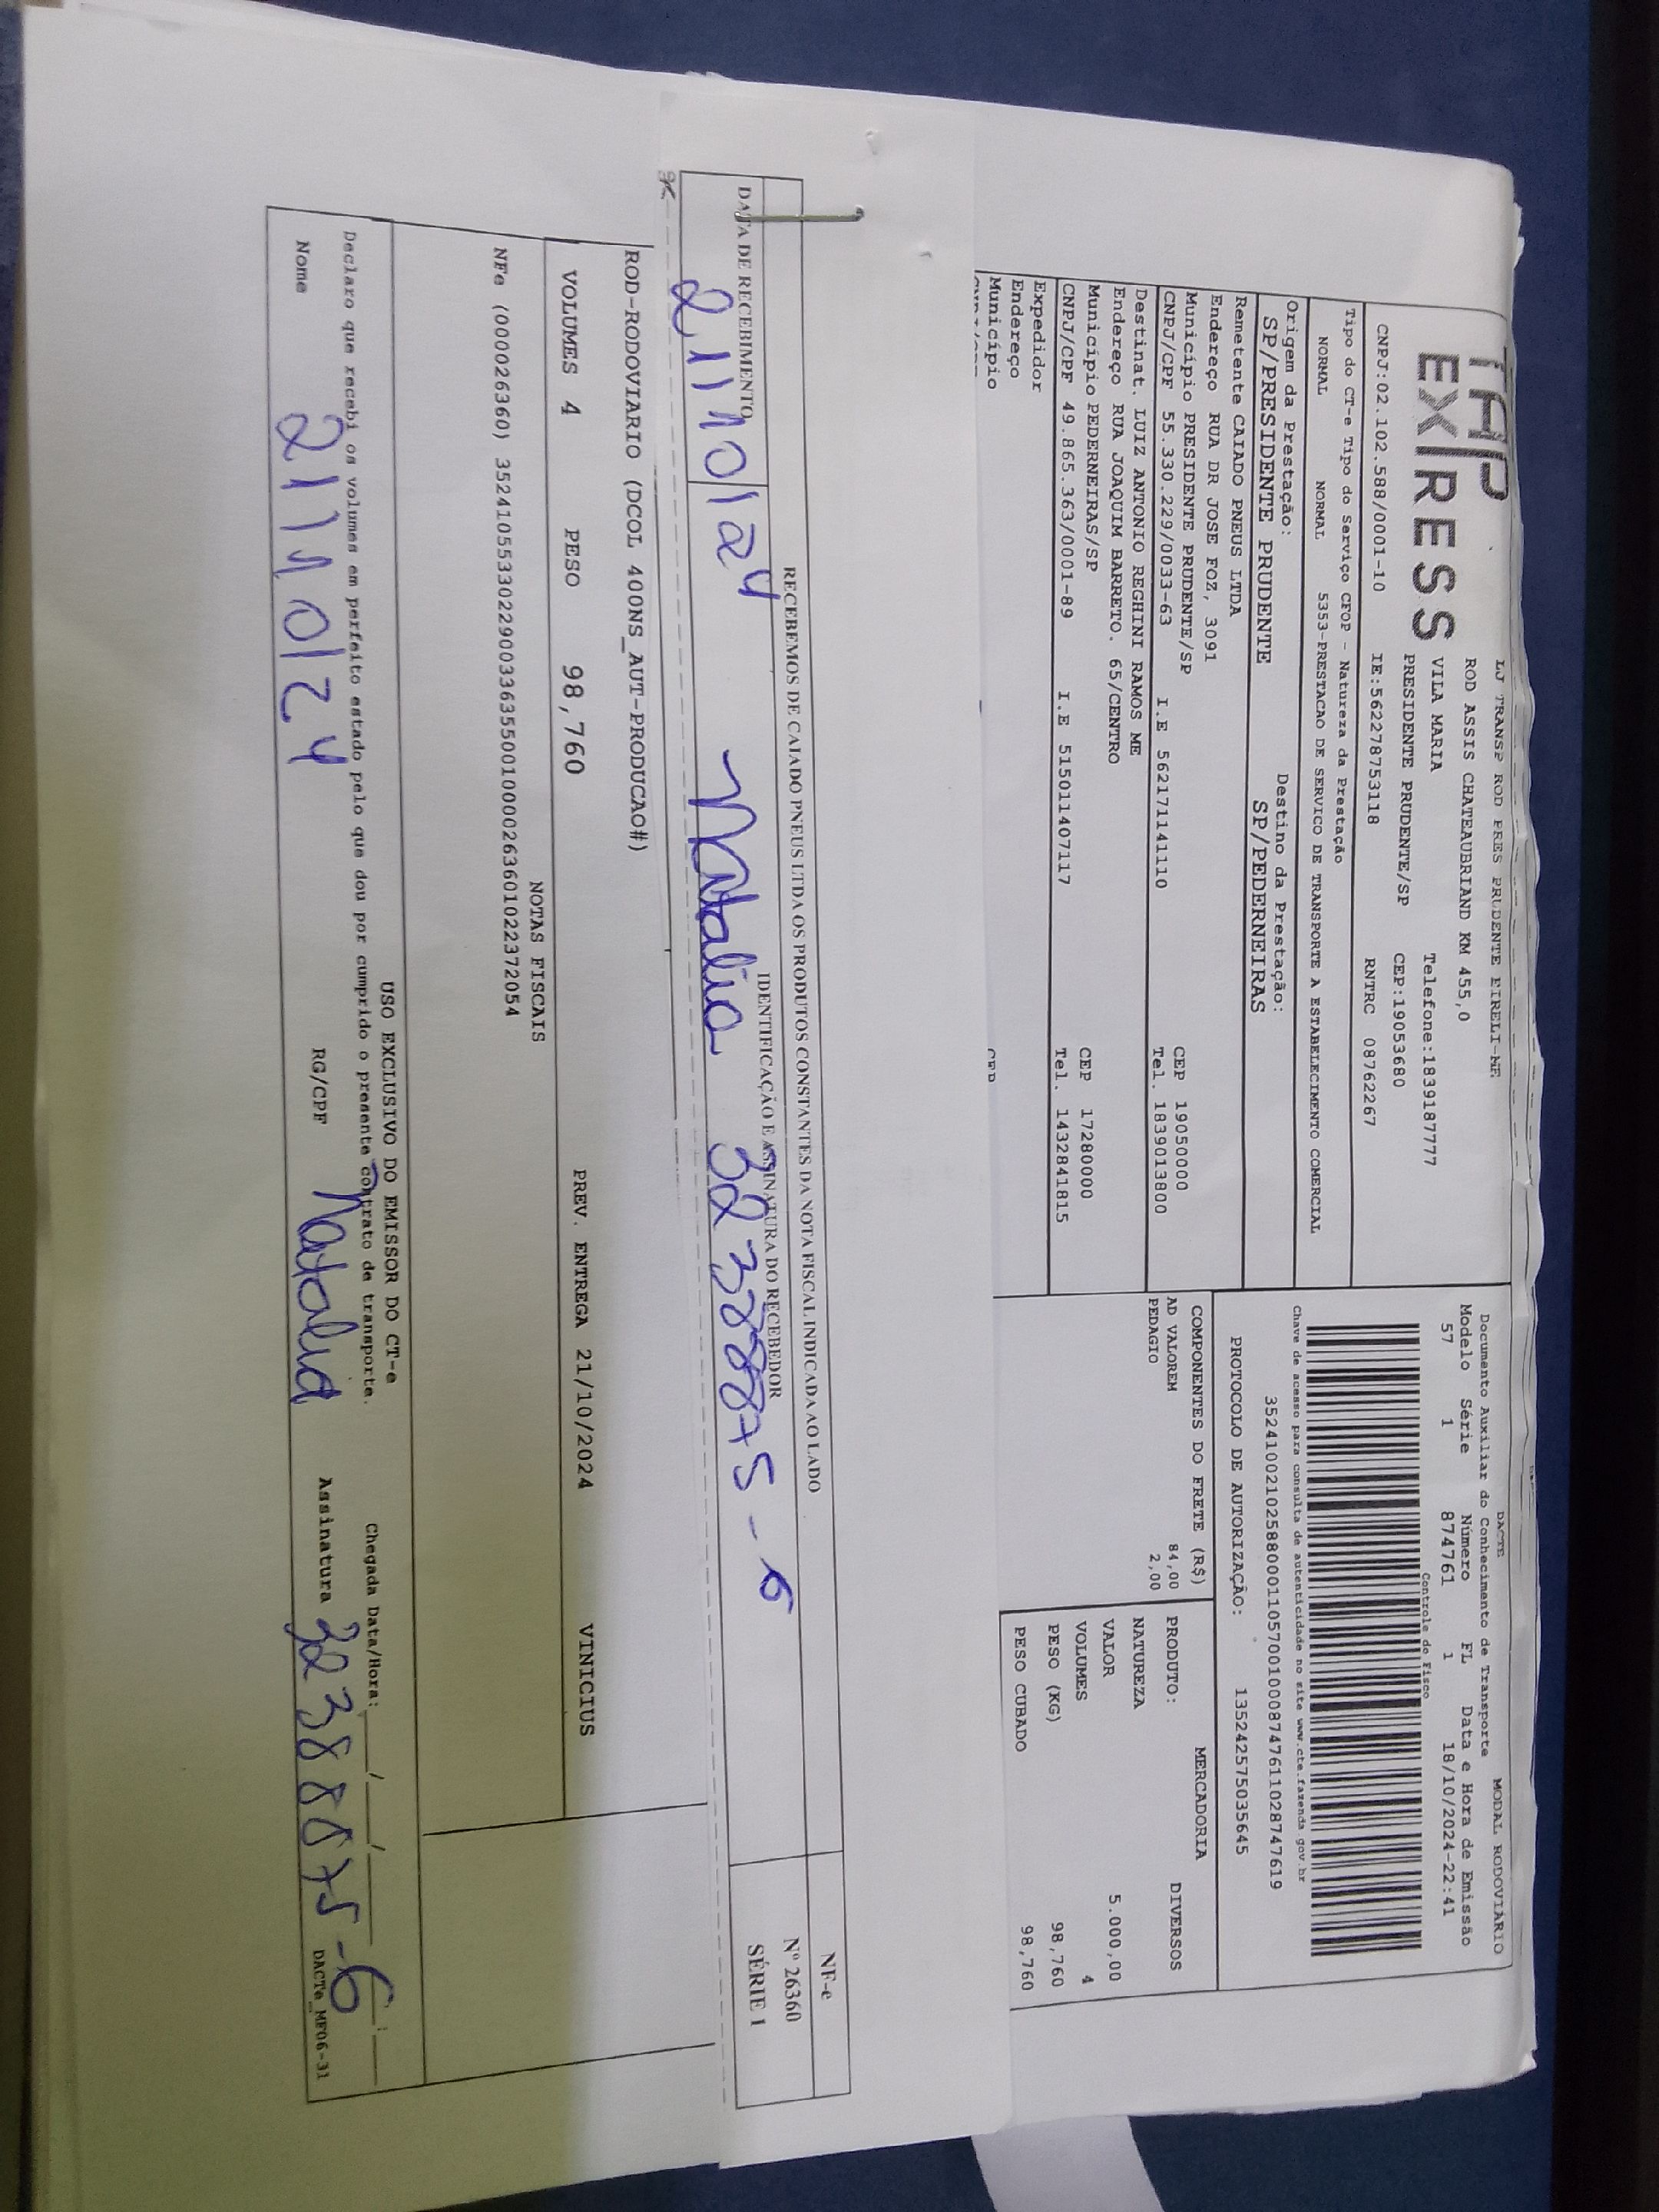 TAP EXPRESS
LJ TRANSP ROD PRES PRUDENTE EIRELI-ME
ROD ASSIS CHATEAUBRIAND KM 455,0
VILA MARIA Telefone:1839187777
PRESIDENTE PRUDENTE/SP CEP:19053680
CNPJ:02.102.588/0001-10 IE:562278753118 RNTRC 08762267
Tipo do CT-e Tipo do Serviço CFOP - Natureza da Prestação
NORMAL NORMAL 5353-PRESTACAO DE SERVICO DE TRANSPORTE A ESTABELECIMENTO COMERCIAL
Origem da Prestação: Destino da Prestação:
SP/PRESIDENTE PRUDENTE SP/PEDERNEIRAS
Remetente CAIADO PNEUS LTDA
Endereço RUA DR JOSE FOZ, 3091
Município PRESIDENTE PRUDENTE/SP CEP 19050000
CNPJ/CPF 55.330.229/0033-63 I.E 562171141110 Tel. 1839013800
Destinat. LUIZ ANTONIO REGHINI RAMOS ME
Endereço RUA JOAQUIM BARRETO. 65/CENTRO
Município PEDERNEIRAS/SP CEP 17280000
CNPJ/CPF 49.865.363/0001-89 I.E 515011407117 Tel. 1432841815
Expedidor
Endereço
Município CEP
DACTE MODAL RODOVIÁRIO
Documento Auxiliar do Conhecimento de Transporte
Modelo Série Número FL Data e Hora de Emissão
57 1 874761 1 18/10/2024-22:41
Controle do Fisco
Chave de acesso para consulta de autenticidade no site www.cte.fazenda.gov.br
35241002102588000110570010008747611028747619
PROTOCOLO DE AUTORIZAÇÃO: 135242575035645
COMPONENTES DO FRETE (R$)
AD VALOREM 84,00
PEDAGIO 2,00
MERCADORIA
PRODUTO: DIVERSOS
NATUREZA
VALOR 5.000,00
VOLUMES 4
PESO (KG) 98,760
PESO CUBADO 98,760
RECEBEMOS DE CAIADO PNEUS LTDA OS PRODUTOS CONSTANTES DA NOTA FISCAL INDICADA AO LADO
NF-e
Nº 26360
SÉRIE 1
DATA DE RECEBIMENTO IDENTIFICAÇÃO E ASSINATURA DO RECEBEDOR
21/10/24 Natalia 32388875-6
ROD-RODOVIARIO (DCOL 400NS_AUT-PRODUCAO#)
VOLUMES 4 PESO 98,760 PREV. ENTREGA 21/10/2024 VINICIUS
NOTAS FISCAIS
NFe (000026360) 35241055330229003363550010000263601022372054
USO EXCLUSIVO DO EMISSOR DO CT-e
Declaro que recebi os volumes em perfeito estado pelo que dou por cumprido o presente contrato de transporte. Chegada Data/Hora: ___/___/___ __:__
Nome 21/10/24 RG/CPF Natalia Assinatura 32388875-6
DACTe_MF06-31